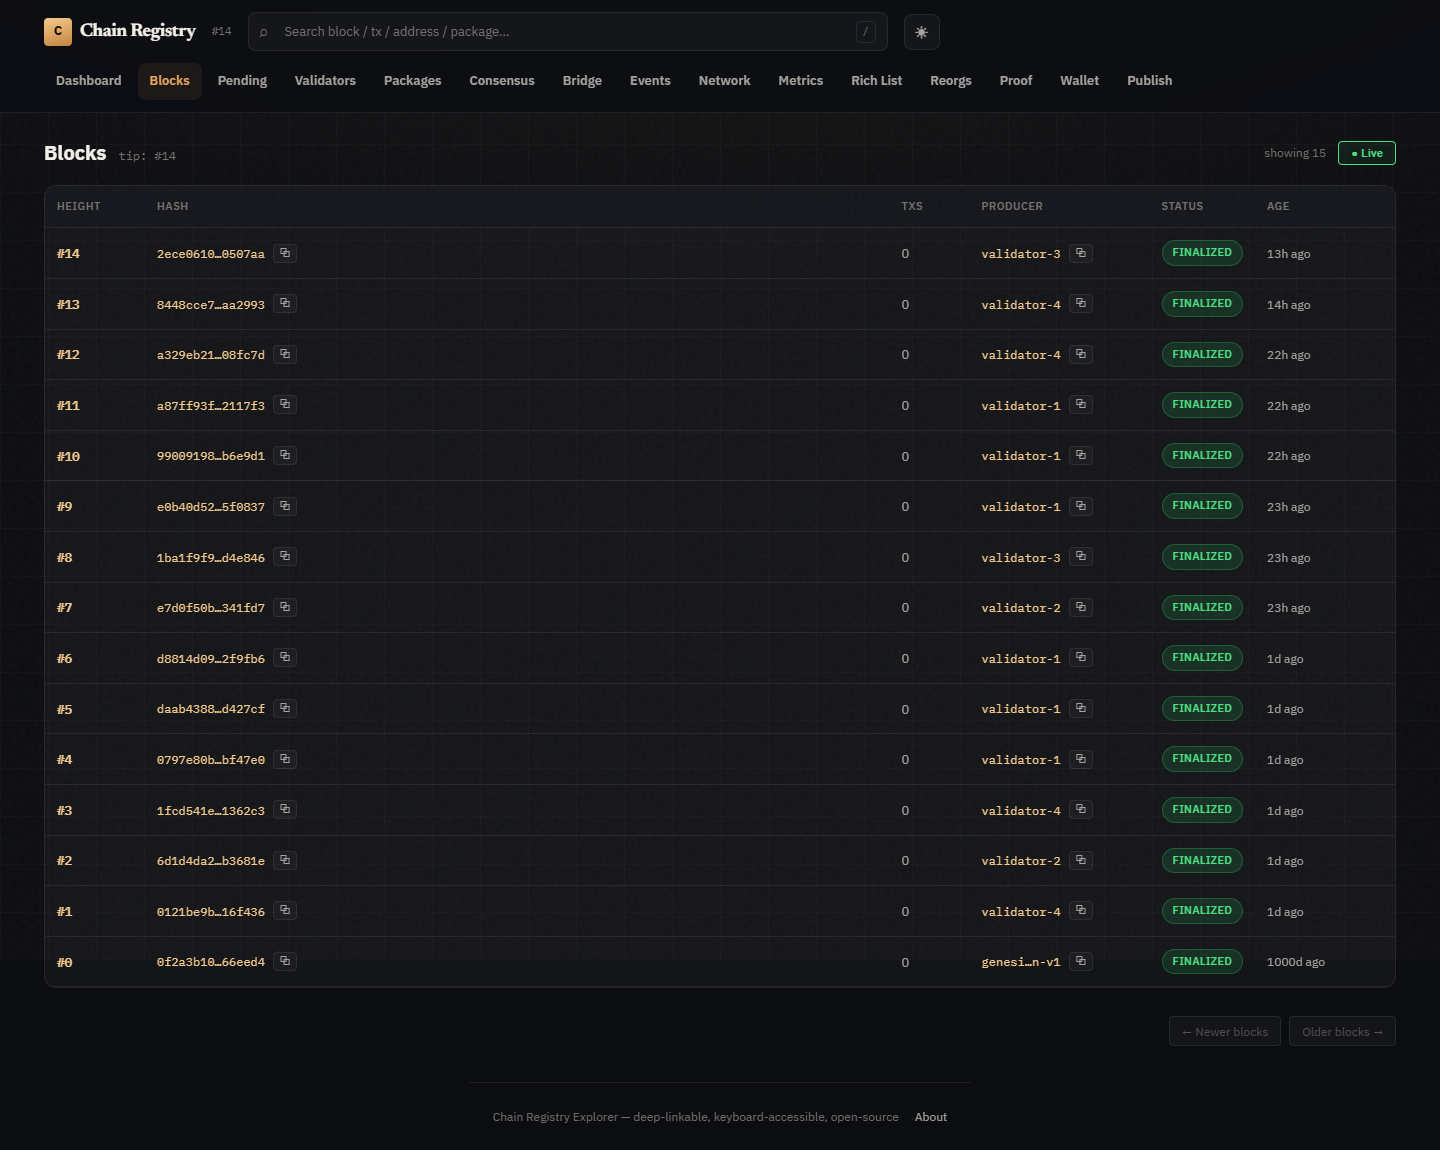 C Chain Registry #14 Search block / tx / address / package... /
Dashboard Blocks Pending Validators Packages Consensus Bridge Events Network Metrics Rich List Reorgs Proof Wallet Publish
Blocks tip: #14 showing 15 Live
HEIGHT HASH TXS PRODUCER STATUS AGE
#14 2ece0610…0507aa 0 validator-3 FINALIZED 13h ago
#13 8448cce7…aa2993 0 validator-4 FINALIZED 14h ago
#12 a329eb21…08fc7d 0 validator-4 FINALIZED 22h ago
#11 a87ff93f…2117f3 0 validator-1 FINALIZED 22h ago
#10 99009198…b6e9d1 0 validator-1 FINALIZED 22h ago
#9 e0b40d52…5f0837 0 validator-1 FINALIZED 23h ago
#8 1ba1f9f9…d4e846 0 validator-3 FINALIZED 23h ago
#7 e7d0f50b…341fd7 0 validator-2 FINALIZED 23h ago
#6 d8814d09…2f9fb6 0 validator-1 FINALIZED 1d ago
#5 daab4388…d427cf 0 validator-1 FINALIZED 1d ago
#4 0797e80b…bf47e0 0 validator-1 FINALIZED 1d ago
#3 1fcd541e…1362c3 0 validator-4 FINALIZED 1d ago
#2 6d1d4da2…b3681e 0 validator-2 FINALIZED 1d ago
#1 0121be9b…16f436 0 validator-4 FINALIZED 1d ago
#0 0f2a3b10…66eed4 0 genesi…n-v1 FINALIZED 1000d ago
← Newer blocks Older blocks →
Chain Registry Explorer — deep-linkable, keyboard-accessible, open-source About